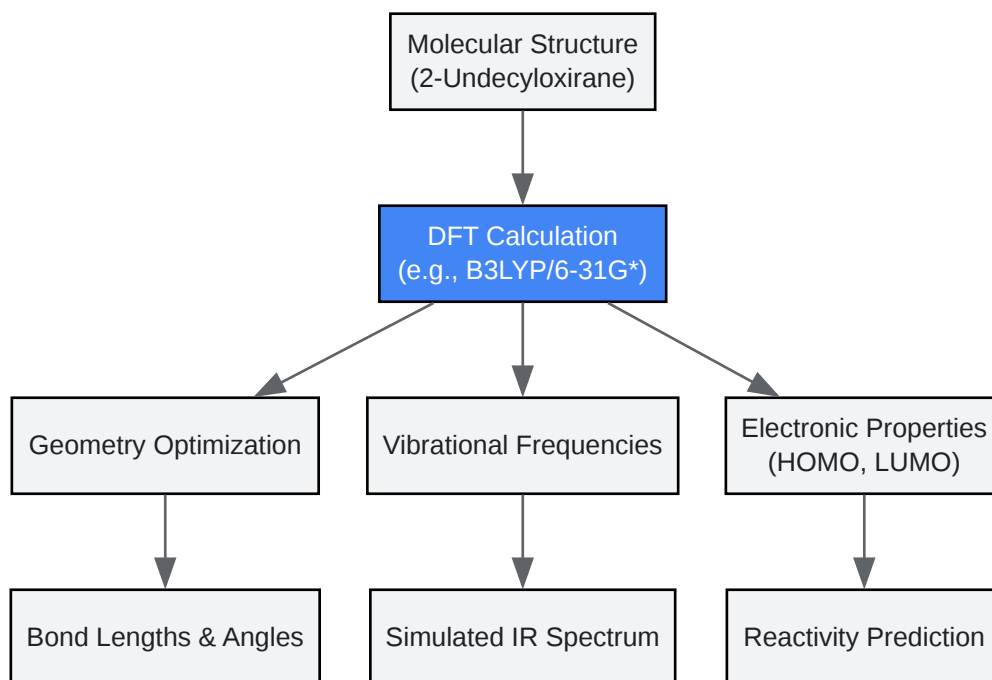 Molecular Structure
(2-Undecyloxirane)
DFT Calculation
(e.g., B3LYP/6-31G*)
Geometry Optimization
Vibrational Frequencies
Electronic Properties
(HOMO, LUMO)
Bond Lengths & Angles
Simulated IR Spectrum
Reactivity Prediction